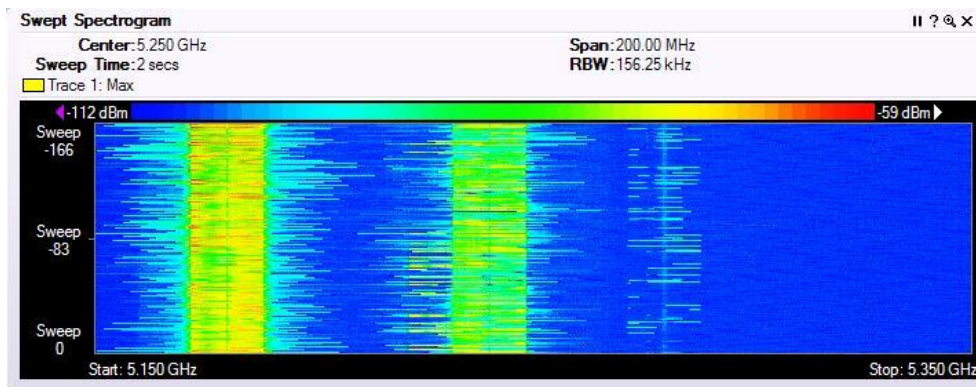 Swept Spectrogram
Center: 5.250 GHz Span: 200.00 MHz
Sweep Time: 2 secs RBW: 156.25 kHz
Trace 1: Max
-112 dBm -59 dBm
Sweep
-166
Sweep
-83
Sweep
0
Start: 5.150 GHz Stop: 5.350 GHz